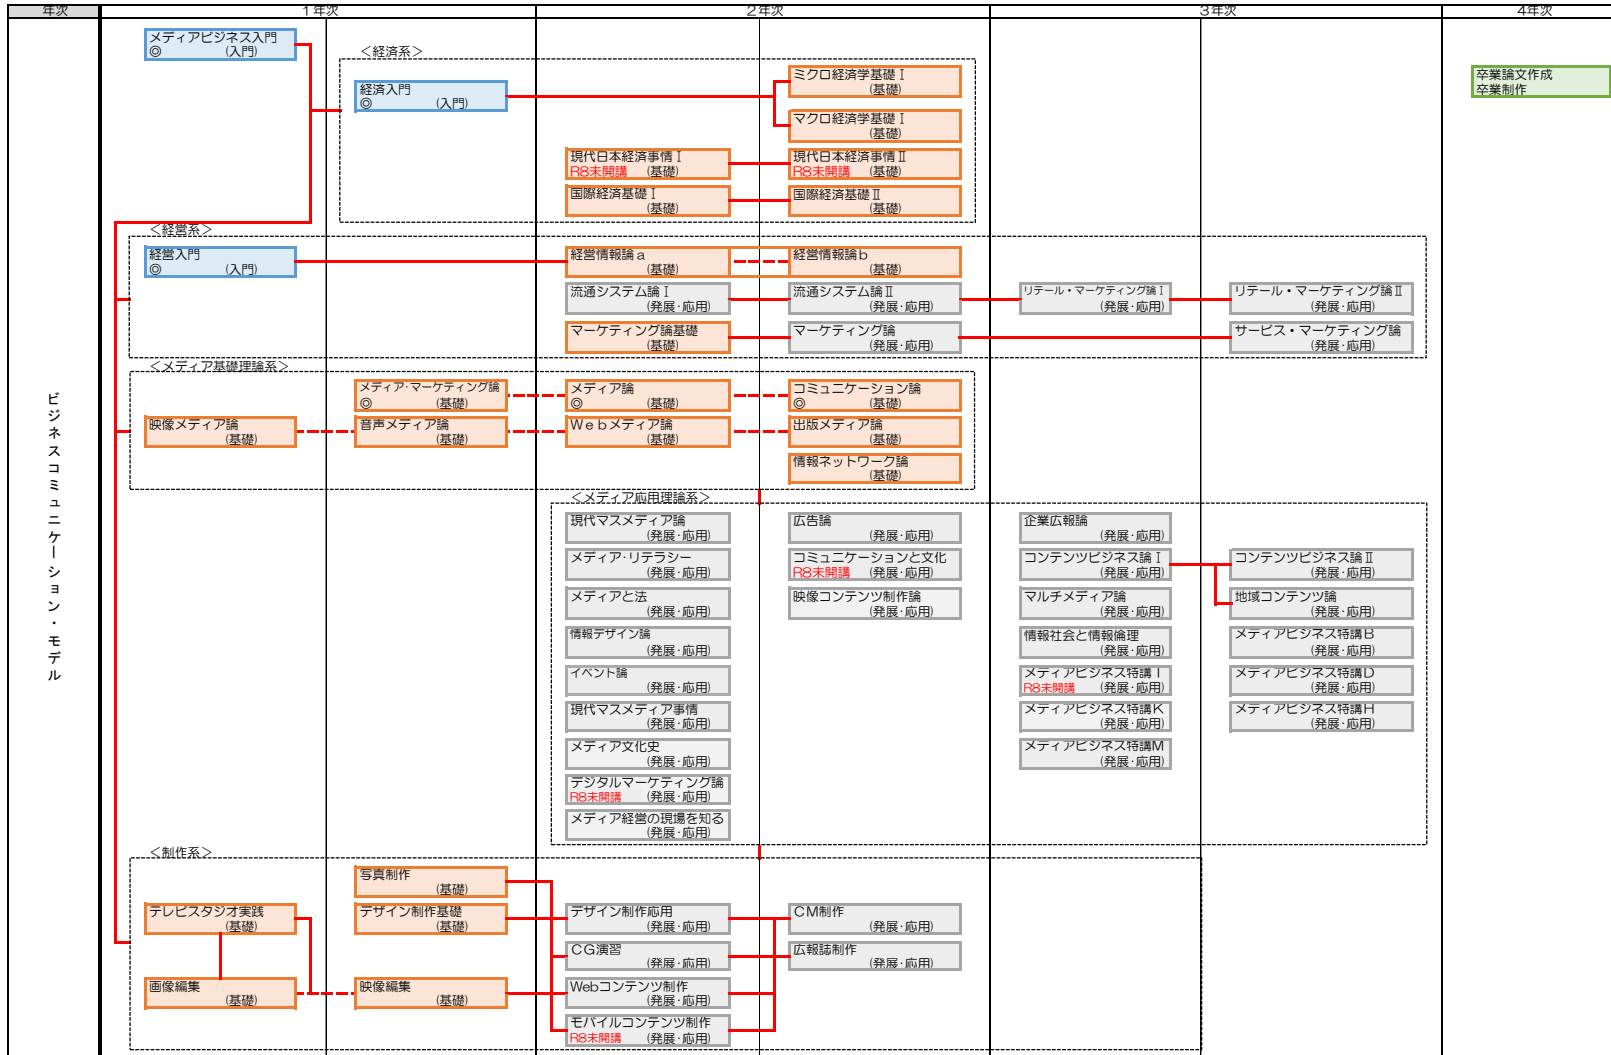 年次
1年次
2年次
3年次
4年次
ビジネスコミュニケーション・モデル
メディアビジネス入門
◎ (入門)
<経済系>
経済入門
◎ (入門)
ミクロ経済学基礎Ⅰ
(基礎)
マクロ経済学基礎Ⅰ
(基礎)
現代日本経済事情Ⅰ
R8未開講 (基礎)
現代日本経済事情Ⅱ
R8未開講 (基礎)
国際経済基礎Ⅰ
(基礎)
国際経済基礎Ⅱ
(基礎)
卒業論文作成
卒業制作
<経営系>
経営入門
◎ (入門)
経営情報論a
(基礎)
経営情報論b
(基礎)
流通システム論Ⅰ
(発展・応用)
流通システム論Ⅱ
(発展・応用)
リテール・マーケティング論Ⅰ
(発展・応用)
リテール・マーケティング論Ⅱ
(発展・応用)
マーケティング論基礎
(基礎)
マーケティング論
(発展・応用)
サービス・マーケティング論
(発展・応用)
<メディア基礎理論系>
メディア・マーケティング論
◎ (基礎)
メディア論
◎ (基礎)
コミュニケーション論
◎ (基礎)
映像メディア論
(基礎)
音声メディア論
(基礎)
Webメディア論
(基礎)
出版メディア論
(基礎)
情報ネットワーク論
(基礎)
<メディア応用理論系>
現代マスメディア論
(発展・応用)
広告論
(発展・応用)
企業広報論
(発展・応用)
メディア・リテラシー
(発展・応用)
コミュニケーションと文化
R8未開講 (発展・応用)
コンテンツビジネス論Ⅰ
(発展・応用)
コンテンツビジネス論Ⅱ
(発展・応用)
メディアと法
(発展・応用)
映像コンテンツ制作論
(発展・応用)
マルチメディア論
(発展・応用)
地域コンテンツ論
(発展・応用)
情報デザイン論
(発展・応用)
情報社会と情報倫理
(発展・応用)
メディアビジネス特講B
(発展・応用)
イベント論
(発展・応用)
メディアビジネス特講I
R8未開講 (発展・応用)
メディアビジネス特講D
(発展・応用)
現代マスメディア事情
(発展・応用)
メディアビジネス特講K
(発展・応用)
メディアビジネス特講H
(発展・応用)
メディア文化史
(発展・応用)
メディアビジネス特講M
(発展・応用)
デジタルマーケティング論
R8未開講 (発展・応用)
メディア経営の現場を知る
(発展・応用)
<制作系>
写真制作
(基礎)
テレビスタジオ実践
(基礎)
デザイン制作基礎
(基礎)
デザイン制作応用
(発展・応用)
CM制作
(発展・応用)
CG演習
(発展・応用)
広報誌制作
(発展・応用)
画像編集
(基礎)
映像編集
(基礎)
Webコンテンツ制作
(発展・応用)
モバイルコンテンツ制作
R8未開講 (発展・応用)